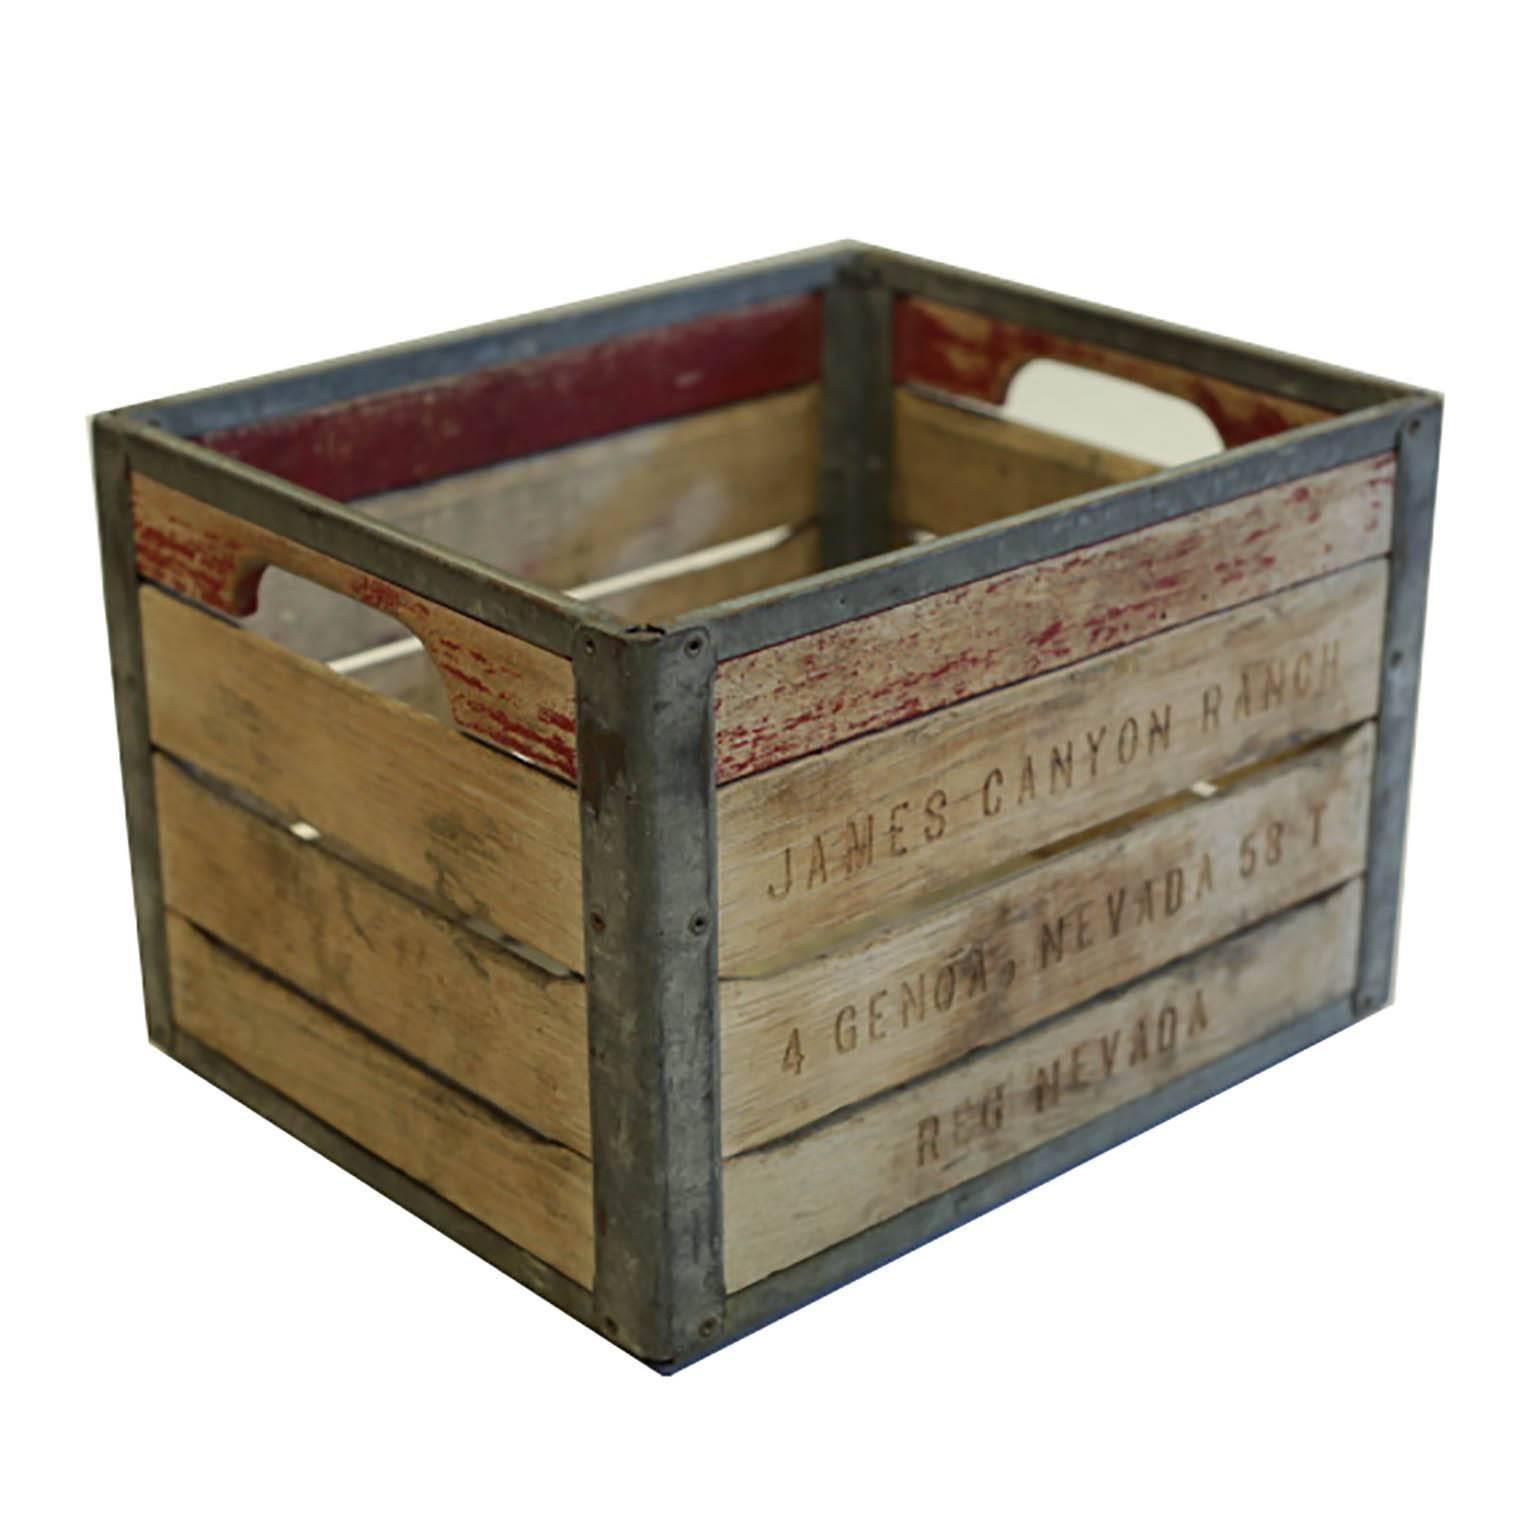 JAMES CANYON RANCH
4 GENOA, NEVADA 58 T
REG NEVADA